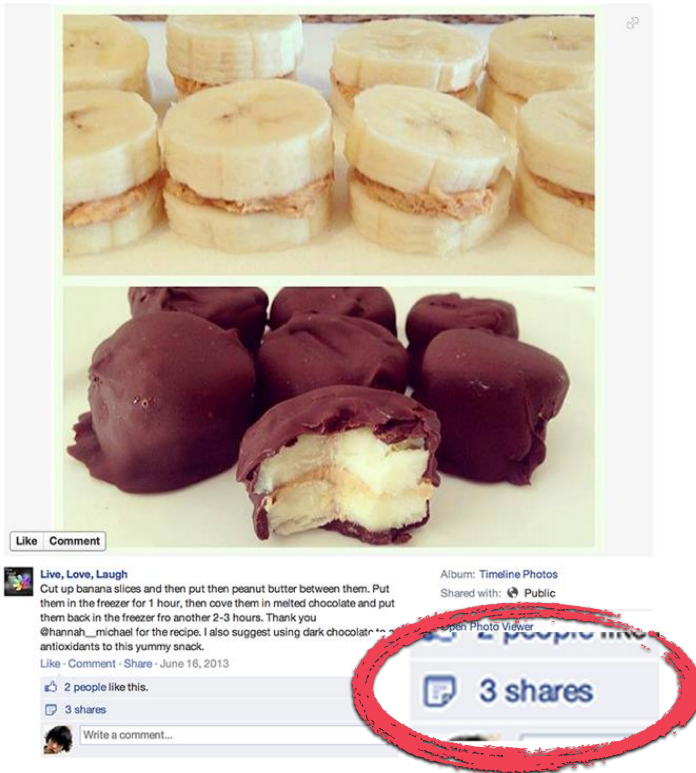 Like Comment
Live, Love, Laugh
Cut up banana slices and then put then peanut butter between them. Put
them in the freezer for 1 hour, then cove them in melted chocolate and put
them back in the freezer fro another 2-3 hours. Thank you
@hannah__michael for the recipe. I also suggest using dark chocolate to
antioxidants to this yummy snack.
Like · Comment · Share · June 16, 2013
2 people like this.
3 shares
Write a comment...
Album: Timeline Photos
Shared with: Public
Open Photo Viewer
2 people like
3 shares